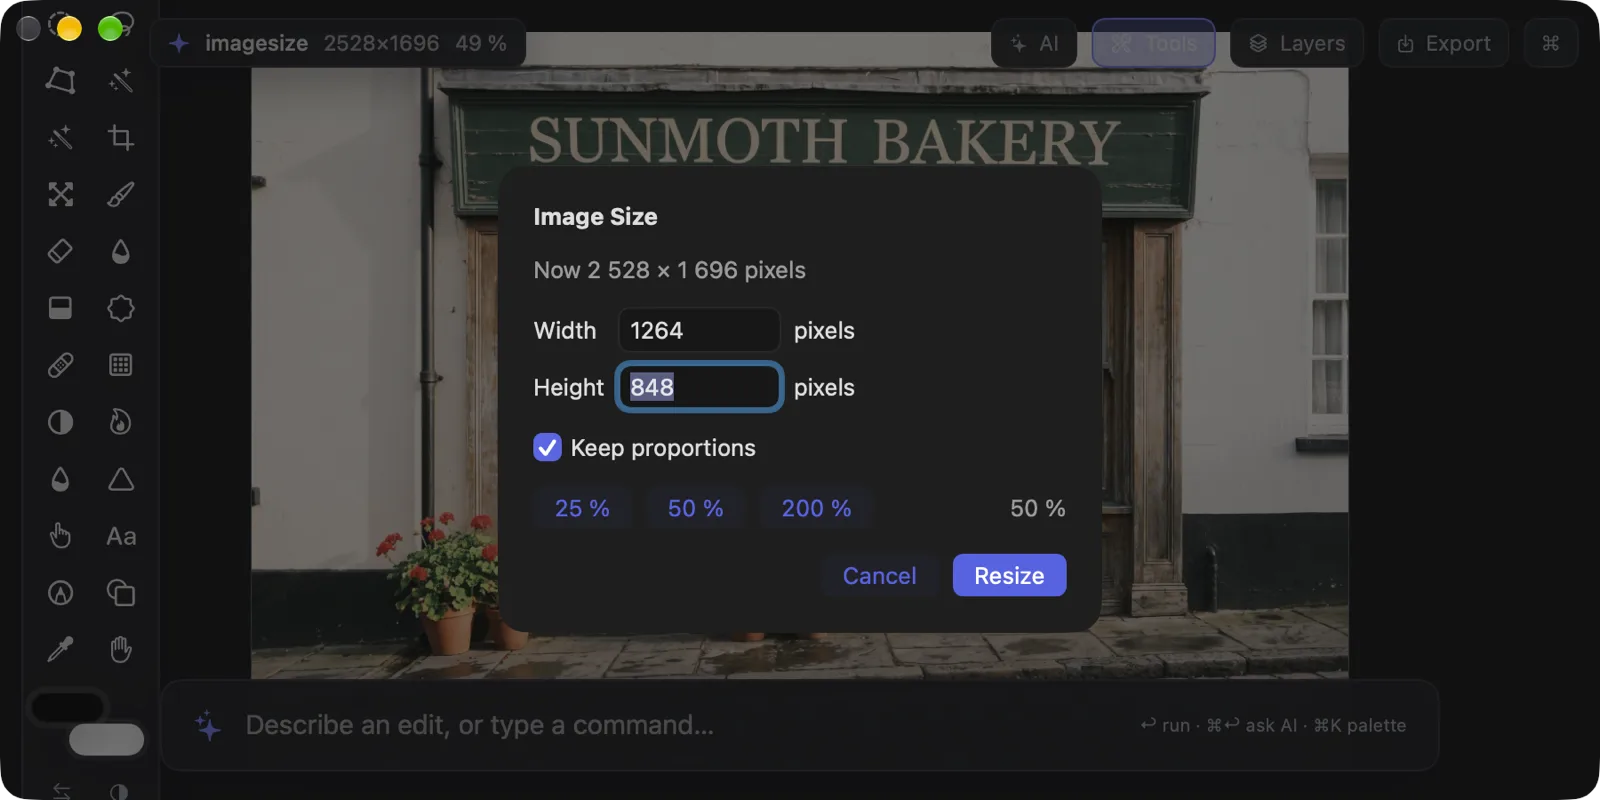 imagesize 2528×1696 49 %
AI
Tools
Layers
Export
⌘
SUNMOTH BAKERY
Image Size
Now 2 528 × 1 696 pixels
Width 1264 pixels
Height 848 pixels
Keep proportions
25 % 50 % 200 % 50 %
Cancel Resize
Aa
Describe an edit, or type a command... ↩ run · ⌘↩ ask AI · ⌘K palette